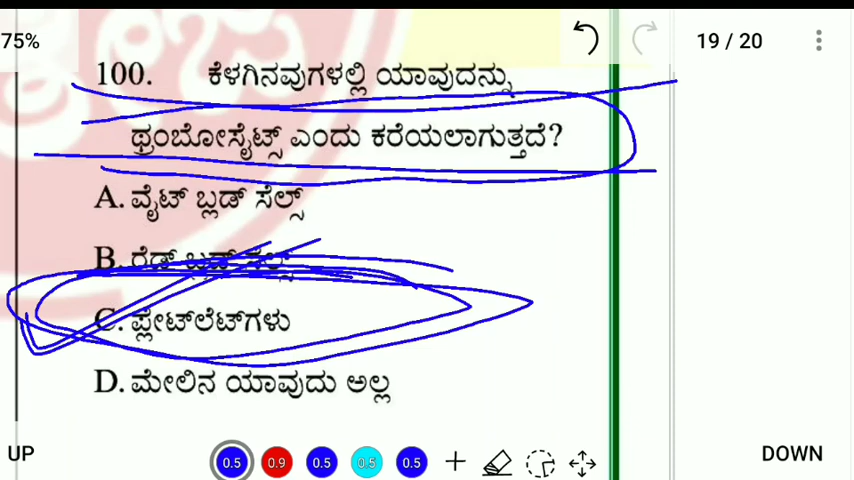 75%
19 / 20
100. ಕೆಳಗಿನವುಗಳಲ್ಲಿ ಯಾವುದನ್ನು
ಥ್ರಂಬೋಸೈಟ್ಸ್ ಎಂದು ಕರೆಯಲಾಗುತ್ತದೆ?
A. ವೈಟ್ ಬ್ಲಡ್ ಸೆಲ್ಸ್
B. ರೆಡ್ ಬ್ಲಡ್ ಸೆಲ್ಸ್
C. ಪ್ಲೇಟ್‌ಲೆಟ್‌ಗಳು
D. ಮೇಲಿನ ಯಾವುದು ಅಲ್ಲ
UP
0.5 0.9 0.5 0.5 0.5
DOWN